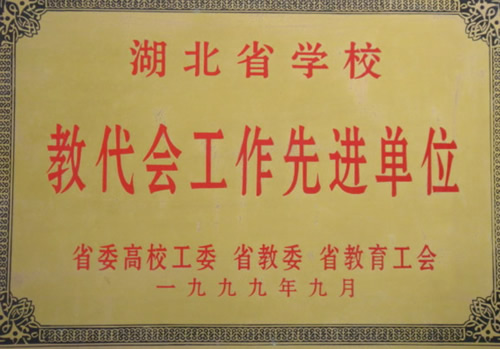 湖北省学校
教代会工作先进单位
省委高校工委 省教委 省教育工会
一九九九年九月